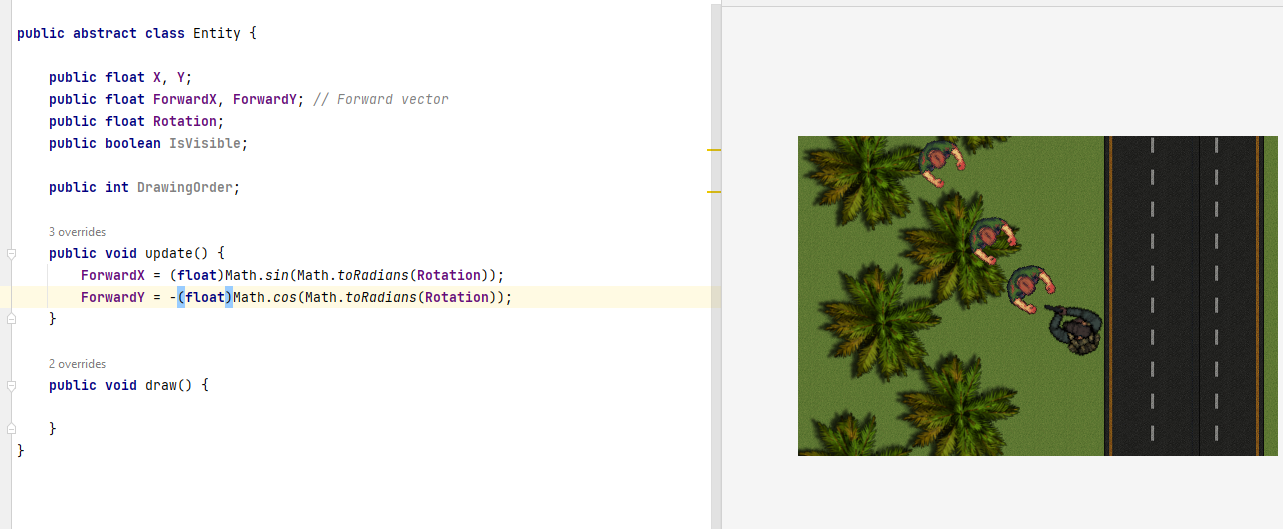 public abstract class Entity {
public float X, Y;
public float ForwardX, ForwardY; // Forward vector
public float Rotation;
public boolean IsVisible;
public int DrawingOrder;
3 overrides
public void update() {
ForwardX = (float)Math.sin(Math.toRadians(Rotation));
ForwardY = -(float)Math.cos(Math.toRadians(Rotation));
}
2 overrides
public void draw() {
}
}